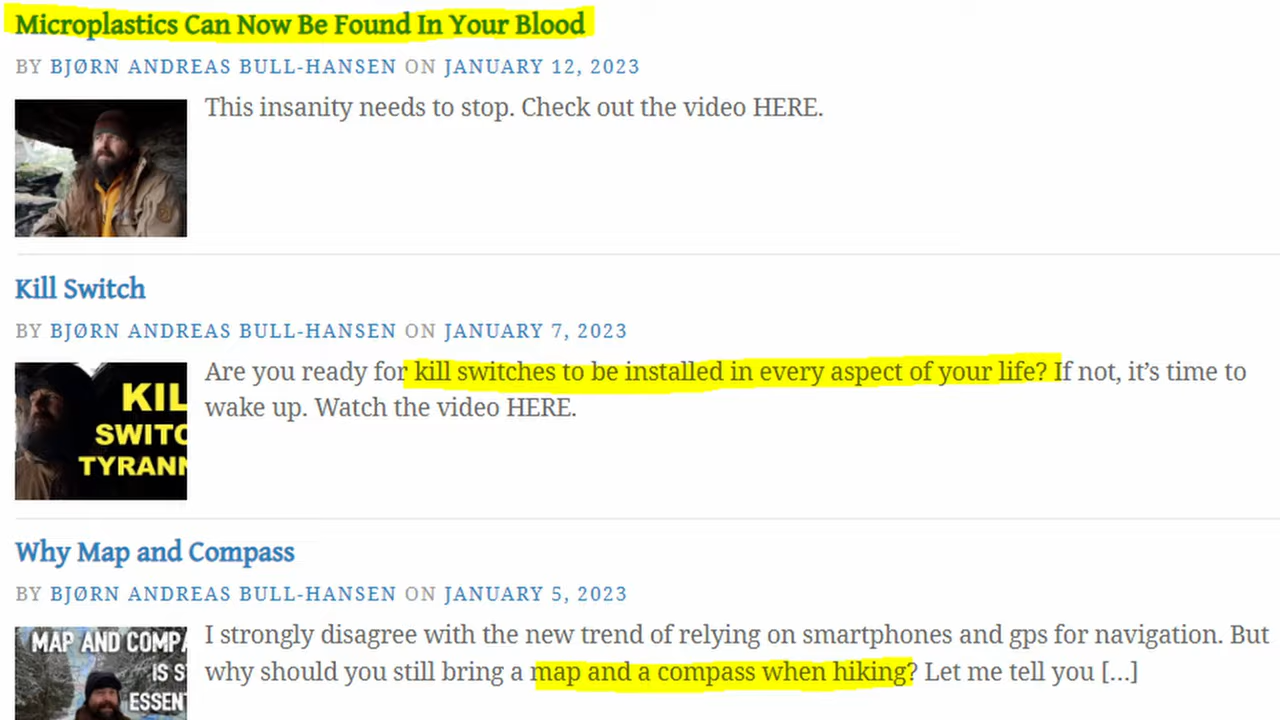 Microplastics Can Now Be Found In Your Blood
BY BJØRN ANDREAS BULL-HANSEN ON JANUARY 12, 2023
This insanity needs to stop. Check out the video HERE.
Kill Switch
BY BJØRN ANDREAS BULL-HANSEN ON JANUARY 7, 2023
Are you ready for kill switches to be installed in every aspect of your life? If not, it’s time to
wake up. Watch the video HERE.
KIL
SWITC
TYRANN
Why Map and Compass
BY BJØRN ANDREAS BULL-HANSEN ON JANUARY 5, 2023
I strongly disagree with the new trend of relying on smartphones and gps for navigation. But
why should you still bring a map and a compass when hiking? Let me tell you [...]
MAP AND COMPA
IS S
ESSEN